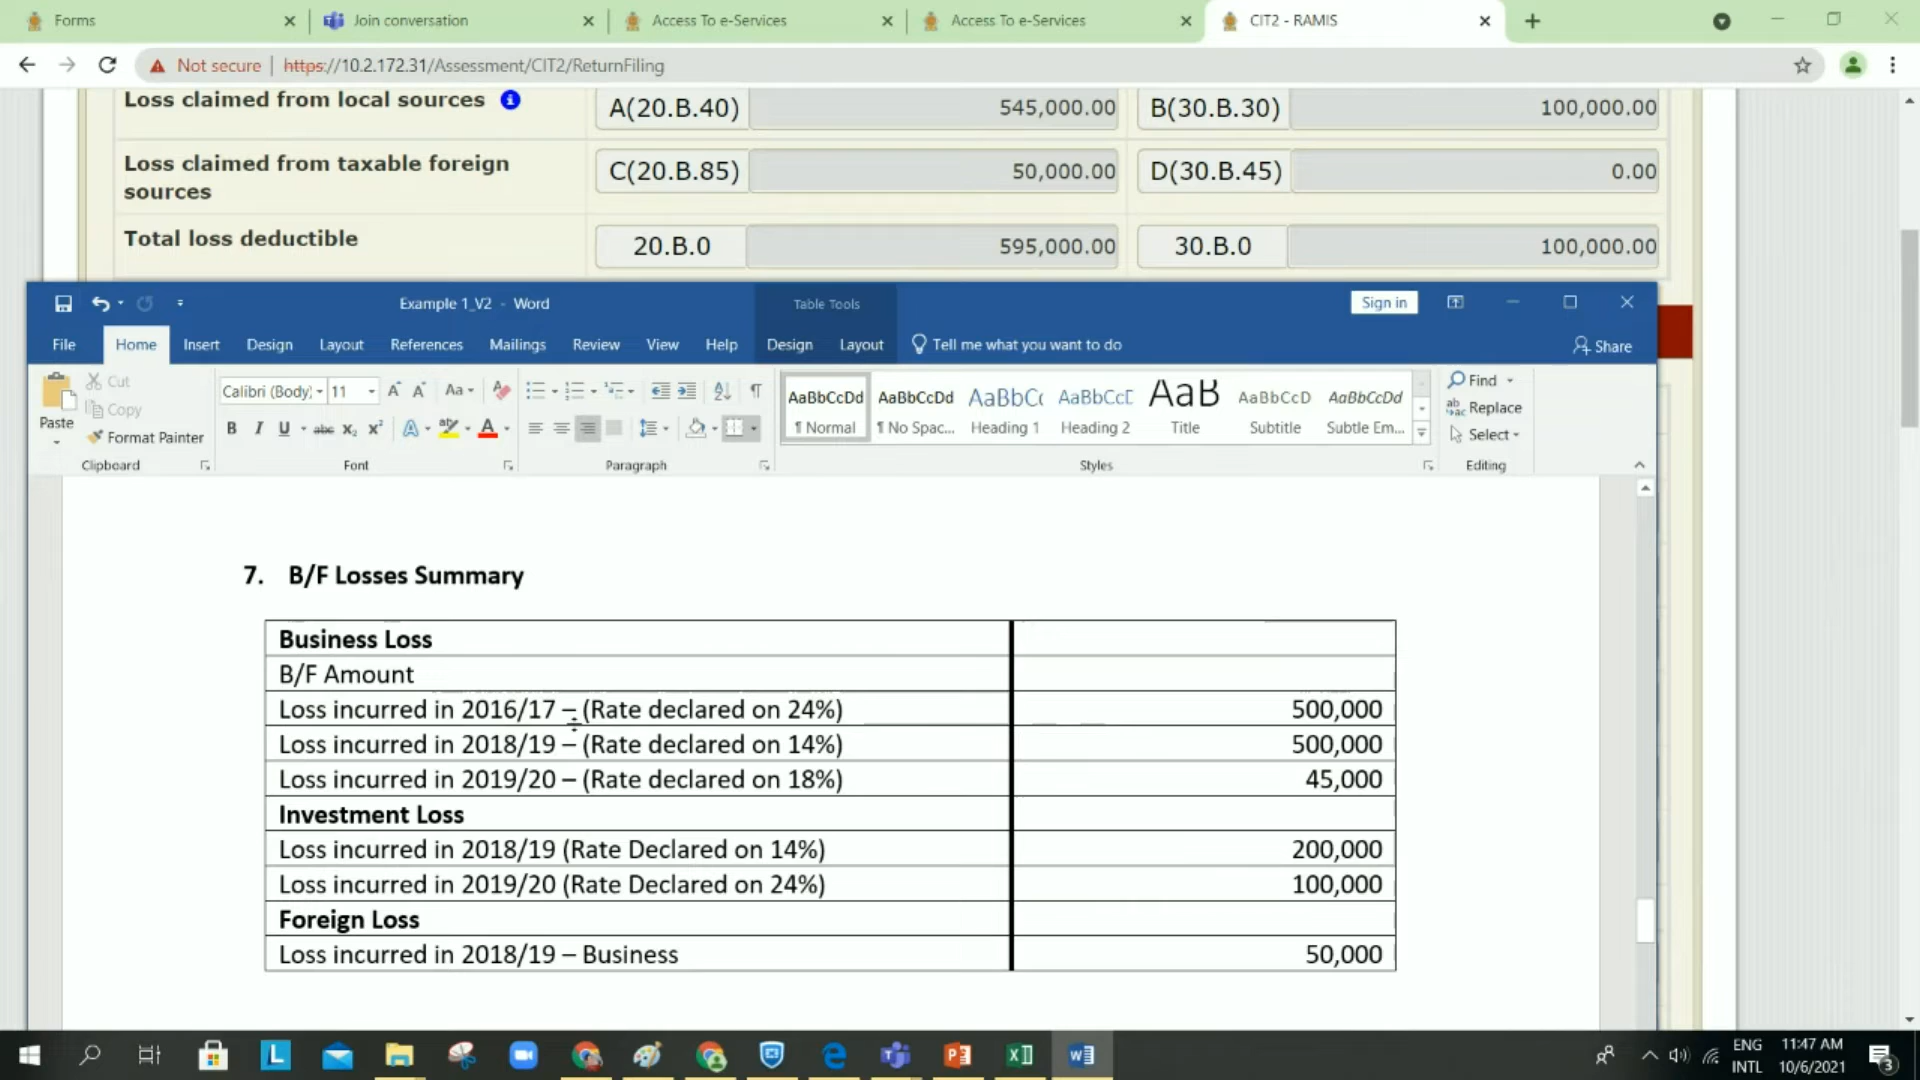 Forms
Join conversation
Access To e-Services
Access To e-Services
CIT2 - RAMIS
Not secure
https://10.2.172.31/Assessment/CIT2/ReturnFiling
Loss claimed from local sources
A(20.B.40)
545,000.00
B(30.B.30)
100,000.00
Loss claimed from taxable foreign
sources
C(20.B.85)
50,000.00
D(30.B.45)
0.00
Total loss deductible
20.B.0
595,000.00
30.B.0
100,000.00
Example 1_V2 - Word
Table Tools
Sign in
File
Home
Insert
Design
Layout
References
Mailings
Review
View
Help
Design
Layout
Tell me what you want to do
Share
Paste
Cut
Copy
Format Painter
Clipboard
Calibri (Body)
11
Font
Paragraph
AaBbCcDd
¶ Normal
AaBbCcDd
¶ No Spac...
AaBbCc
Heading 1
AaBbCcC
Heading 2
AaB
Title
AaBbCcD
Subtitle
AaBbCcDd
Subtle Em...
Styles
Find
Replace
Select
Editing
7. B/F Losses Summary
Business Loss
B/F Amount
Loss incurred in 2016/17 – (Rate declared on 24%) 500,000
Loss incurred in 2018/19 – (Rate declared on 14%) 500,000
Loss incurred in 2019/20 – (Rate declared on 18%) 45,000
Investment Loss
Loss incurred in 2018/19 (Rate Declared on 14%) 200,000
Loss incurred in 2019/20 (Rate Declared on 24%) 100,000
Foreign Loss
Loss incurred in 2018/19 – Business 50,000
ENG
INTL
11:47 AM
10/6/2021
3